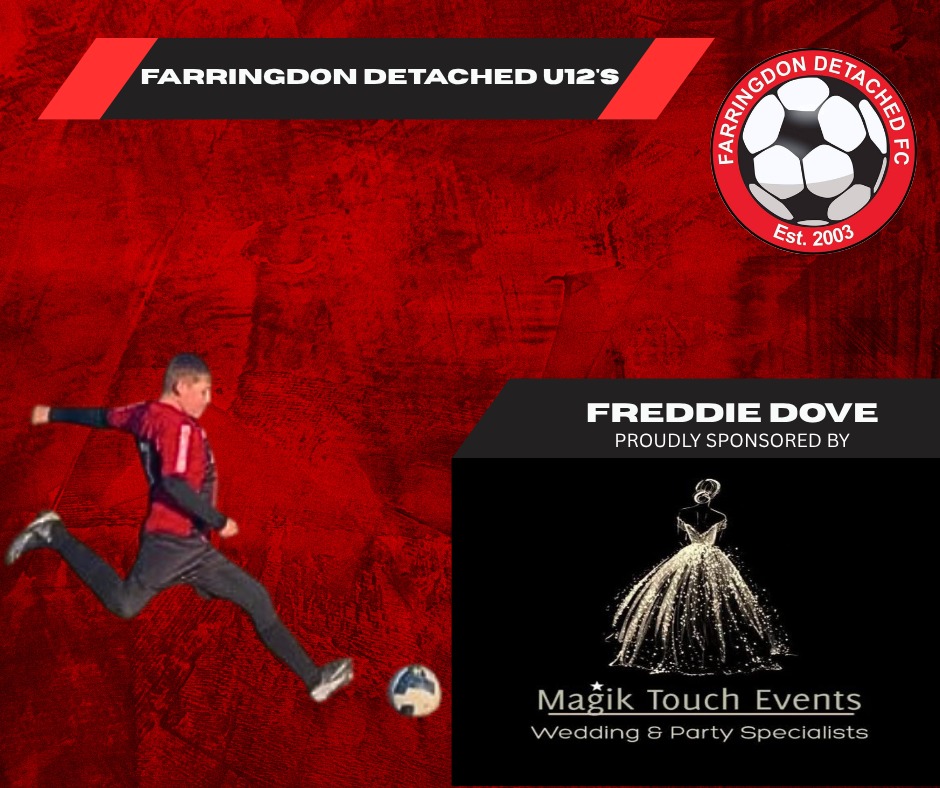 FARRINGDON DETACHED U12'S
FARRINGDON DETACHED FC
Est. 2003
FREDDIE DOVE
PROUDLY SPONSORED BY
Magik Touch Events
Wedding & Party Specialists